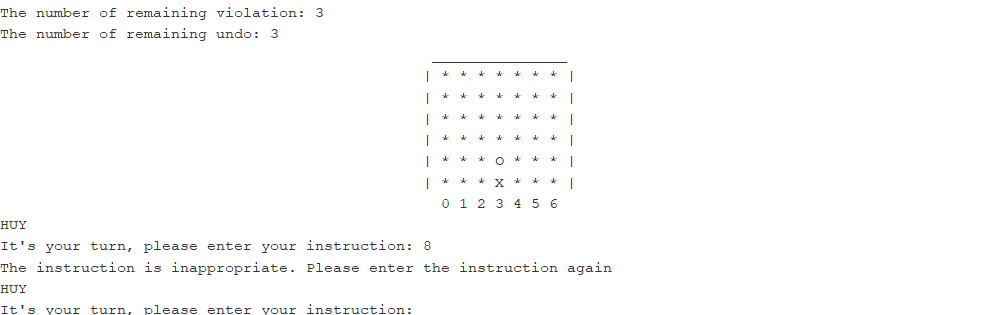 The number of remaining violation: 3
The number of remaining undo: 3
| * * * * * * * |
| * * * * * * * |
| * * * * * * * |
| * * * * * * * |
| * * * O * * * |
| * * * X * * * |
0 1 2 3 4 5 6
HUY
It's your turn, please enter your instruction: 8
The instruction is inappropriate. Please enter the instruction again
HUY
It's your turn, please enter your instruction: